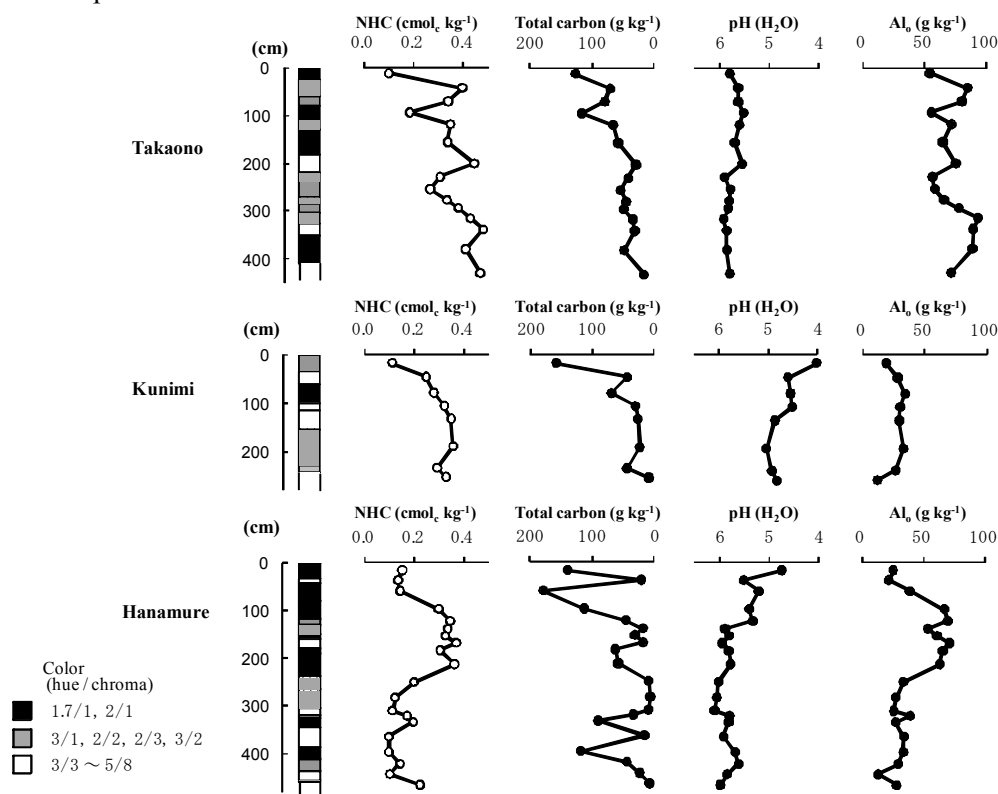 NHC (cmol_c kg⁻¹) Total carbon (g kg⁻¹) pH (H₂O) Al_o (g kg⁻¹)
0.0 0.2 0.4 200 100 0 6 5 4 0 50 100
(cm)
0
100
Takaono
200
300
400
NHC (cmol_c kg⁻¹) Total carbon (g kg⁻¹) pH (H₂O) Al_o (g kg⁻¹)
(cm) 0.0 0.2 0.4 200 100 0 6 5 4 0 50 100
0
Kunimi
100
200
NHC (cmol_c kg⁻¹) Total carbon (g kg⁻¹) pH (H₂O) Al_o (g kg⁻¹)
(cm) 0.0 0.2 0.4 200 100 0 6 5 4 0 50 100
0
100
Hanamure
200
300
400
Color
(hue / chroma)
1.7/1, 2/1
3/1, 2/2, 2/3, 3/2
3/3 ～ 5/8